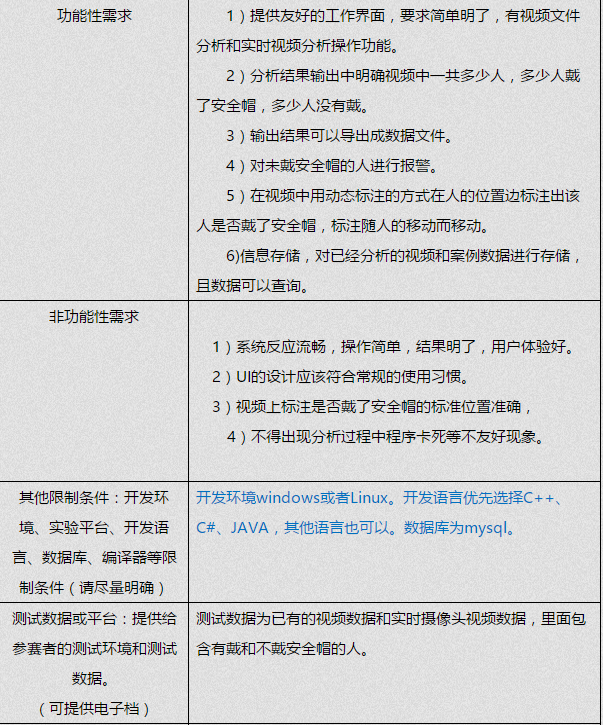 功能性需求
1）提供友好的工作界面，要求简单明了，有视频文件
分析和实时视频分析操作功能。
2）分析结果输出中明确视频中一共多少人，多少人戴
了安全帽，多少人没有戴。
3）输出结果可以导出成数据文件。
4）对未戴安全帽的人进行报警。
5）在视频中用动态标注的方式在人的位置边标注出该
人是否戴了安全帽，标注随人的移动而移动。
6)信息存储，对已经分析的视频和案例数据进行存储，
且数据可以查询。
非功能性需求
1）系统反应流畅，操作简单，结果明了，用户体验好。
2）UI的设计应该符合常规的使用习惯。
3）视频上标注是否戴了安全帽的标准位置准确，
4）不得出现分析过程中程序卡死等不友好现象。
其他限制条件：开发环
境、实验平台、开发语
言、数据库、编译器等限
制条件（请尽量明确）
开发环境windows或者Linux。开发语言优先选择C++、
C#、JAVA，其他语言也可以。数据库为mysql。
测试数据或平台：提供给
参赛者的测试环境和测试
数据。
（可提供电子档）
测试数据为已有的视频数据和实时摄像头视频数据，里面包
含有戴和不戴安全帽的人。